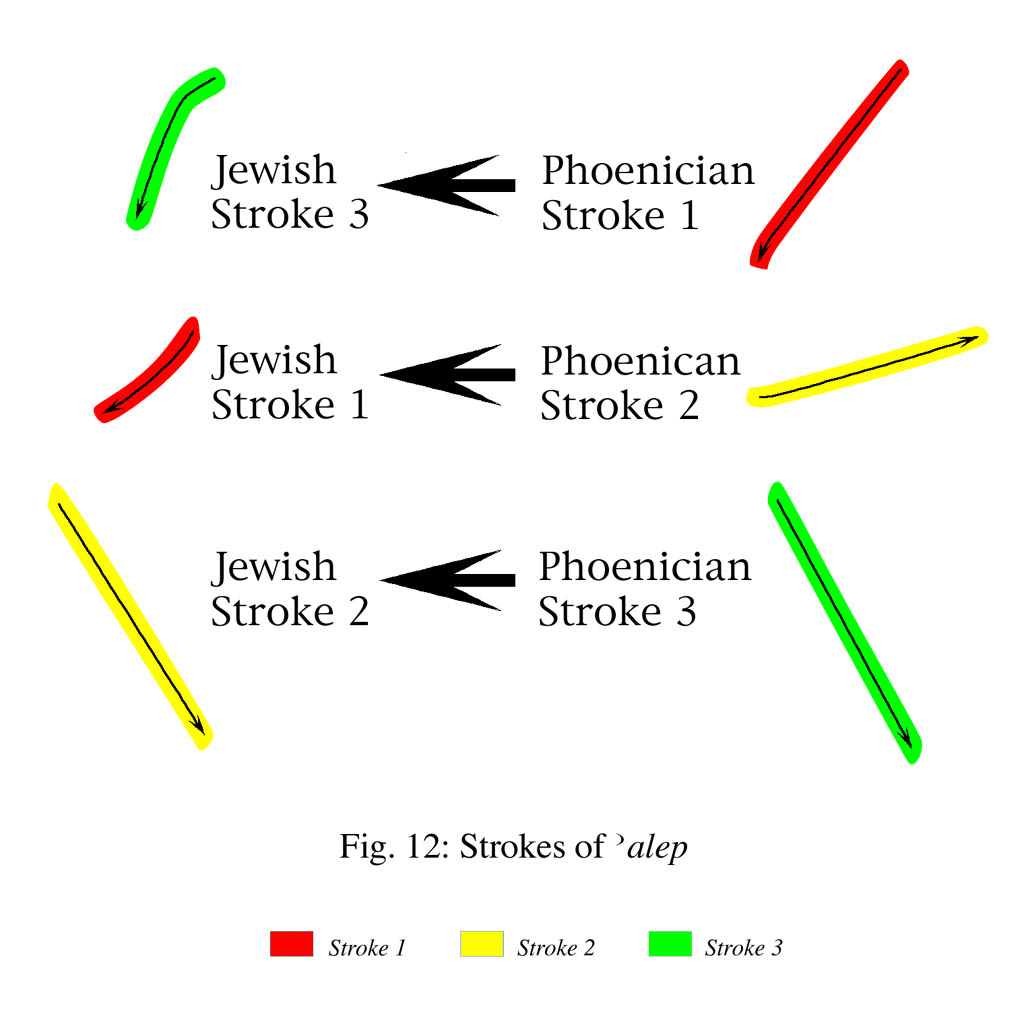 Jewish
Stroke 3
Phoenician
Stroke 1
Jewish
Stroke 1
Phoenican
Stroke 2
Jewish
Stroke 2
Phoenician
Stroke 3
Fig. 12: Strokes of ʾalep
Stroke 1 Stroke 2 Stroke 3